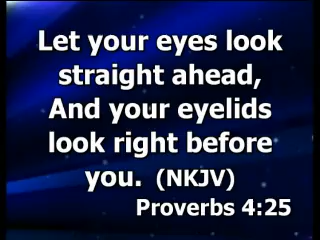 Let your eyes look
straight ahead,
And your eyelids
look right before
you. (NKJV)
Proverbs 4:25